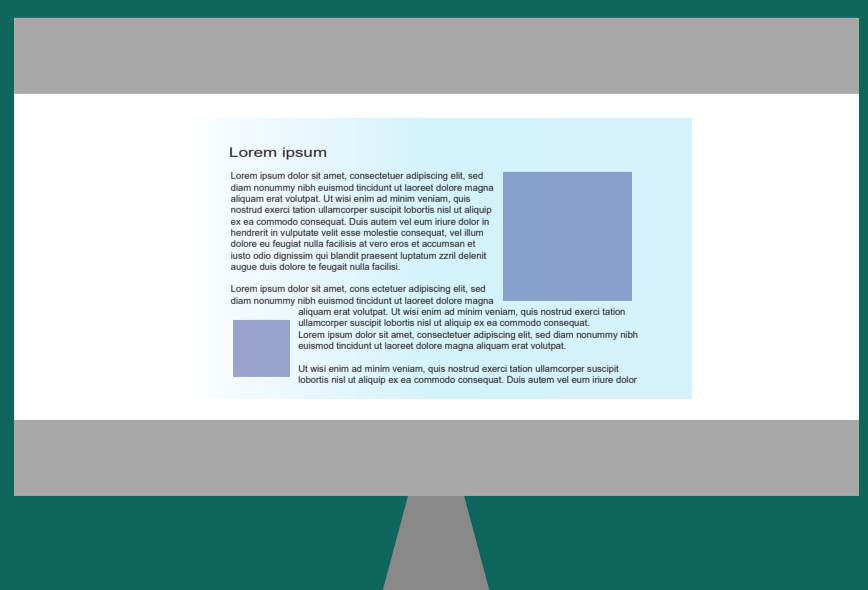 Lorem ipsum
Lorem ipsum dolor sit amet, consectetuer adipiscing elit, sed
diam nonummy nibh euismod tincidunt ut laoreet dolore magna
aliquam erat volutpat. Ut wisi enim ad minim veniam, quis
nostrud exerci tation ullamcorper suscipit lobortis nisl ut aliquip
ex ea commodo consequat. Duis autem vel eum iriure dolor in
hendrerit in vulputate velit esse molestie consequat, vel illum
dolore eu feugiat nulla facilisis at vero eros et accumsan et
iusto odio dignissim qui blandit praesent luptatum zzril delenit
augue duis dolore te feugait nulla facilisi.
Lorem ipsum dolor sit amet, cons ectetuer adipiscing elit, sed
diam nonummy nibh euismod tincidunt ut laoreet dolore magna
aliquam erat volutpat. Ut wisi enim ad minim veniam, quis nostrud exerci tation
ullamcorper suscipit lobortis nisl ut aliquip ex ea commodo consequat.
Lorem ipsum dolor sit amet, consectetuer adipiscing elit, sed diam nonummy nibh
euismod tincidunt ut laoreet dolore magna aliquam erat volutpat.
Ut wisi enim ad minim veniam, quis nostrud exerci tation ullamcorper suscipit
lobortis nisl ut aliquip ex ea commodo consequat. Duis autem vel eum iriure dolor